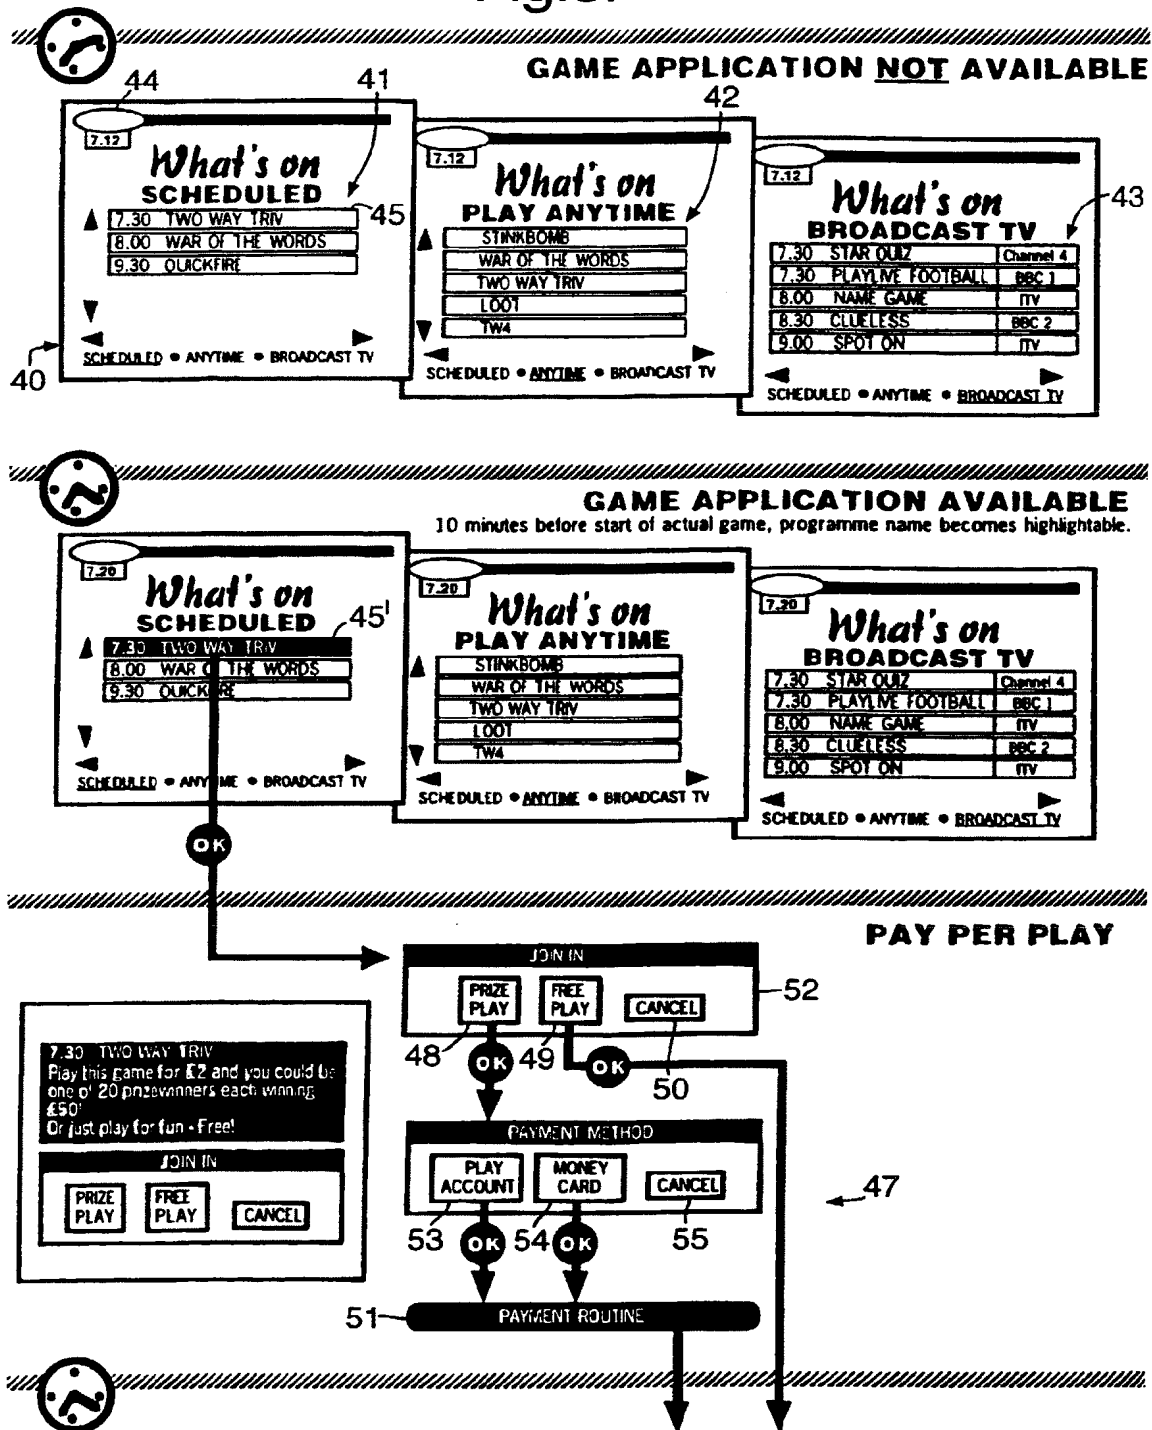 GAME APPLICATION NOT AVAILABLE
44
41
42
43
7.12
What's on
SCHEDULED
7.30 TWO WAY TRIV
45
8.00 WAR OF THE WORDS
9.30 QUICKFIRE
SCHEDULED • ANYTIME • BROADCAST TV
40
7.12
What's on
PLAY ANYTIME
STINKBOMB
WAR OF THE WORDS
TWO WAY TRIV
LOOT
TW4
SCHEDULED • ANYTIME • BROADCAST TV
7.12
What's on
BROADCAST TV
7.30 STAR QUIZ Channel 4
7.30 PLAYLIVE FOOTBALL BBC 1
8.00 NAME GAME ITV
8.30 CLUELESS BBC 2
9.00 SPOT ON ITV
SCHEDULED • ANYTIME • BROADCAST TV
GAME APPLICATION AVAILABLE
10 minutes before start of actual game, programme name becomes highlightable.
7.20
What's on
SCHEDULED
45'
7.30 TWO WAY TRIV
8.00 WAR OF THE WORDS
9.30 QUICKFIRE
SCHEDULED • ANYTIME • BROADCAST TV
7.20
What's on
PLAY ANYTIME
STINKBOMB
WAR OF THE WORDS
TWO WAY TRIV
LOOT
TW4
SCHEDULED • ANYTIME • BROADCAST TV
7.20
What's on
BROADCAST TV
7.30 STAR QUIZ Channel 4
7.30 PLAYLIVE FOOTBALL BBC 1
8.00 NAME GAME ITV
8.30 CLUELESS BBC 2
9.00 SPOT ON ITV
SCHEDULED • ANYTIME • BROADCAST TV
OK
PAY PER PLAY
JOIN IN
PRIZE PLAY
FREE PLAY
CANCEL
52
48
OK
49
OK
50
7.30 TWO WAY TRIV
Play this game for £2 and you could be
one of 20 prizewinners each winning
£50!
Or just play for fun - Free!
JOIN IN
PRIZE PLAY
FREE PLAY
CANCEL
PAYMENT METHOD
PLAY ACCOUNT
MONEY CARD
CANCEL
47
53
OK
54
OK
55
51
PAYMENT ROUTINE